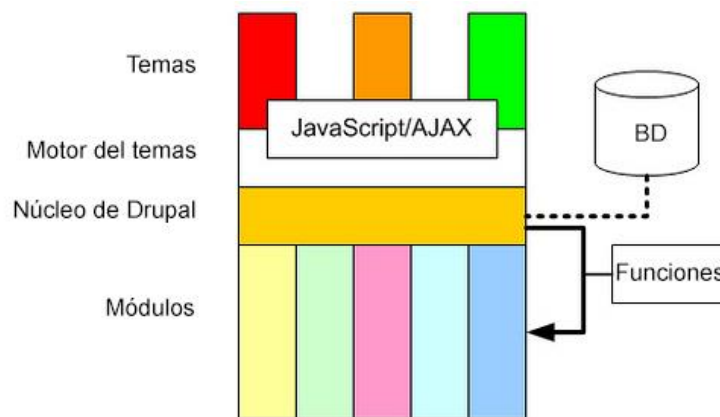 Temas
JavaScript/AJAX
BD
Motor del temas
Núcleo de Drupal
Funciones
Módulos